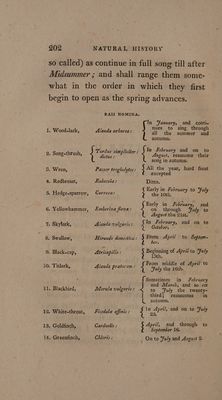 202 NATURAL HISTORY
so called) as continue in full song till after
Midsummer; and shall range them some-
what in the order in which they first
begin to open as the spring advances.
RAII NOMINA.
1. Wood-lark, Alauda arborea: In January, and conti-
nues to sing through
all the summer and
autumn.
2. Song-thrush, Turdus simpliciter
dictus: In February and on to
August, reassume their
song in autumn.
3. Wren, Passer troglodytes: All the year, hard frost
excepted
4. Redbreast, Rubecula: Ditto.
5. Hedge-sparrow, Curruca: Early in February to July
the 10th.
6. Yellowhammer, Emberiza flava: Early in February, and
on through July to
August the 21st.
7. Skylark, Alauda vulgaris: In February, and on to
October.
8. Swallow, Hirundo domestica: From April to Septem-
ber.
9. Black-cap, Atricapilla: Beginning of April to July
13th.
10. Titlark, Alauda pratorum: From middle of April to
July the 16th.
11. Blackbird, Merula vulgaris: Sometimes in February
and March, and so on
to July the twenty-
third; reassumes in
autumn.
12. White-throat, Ficedulæ affinis: In April, and on to July
23.
13. Goldfinch, Carduelis: April, and through to
September 16.
14. Greenfinch, Chloris: On to July and August 2.